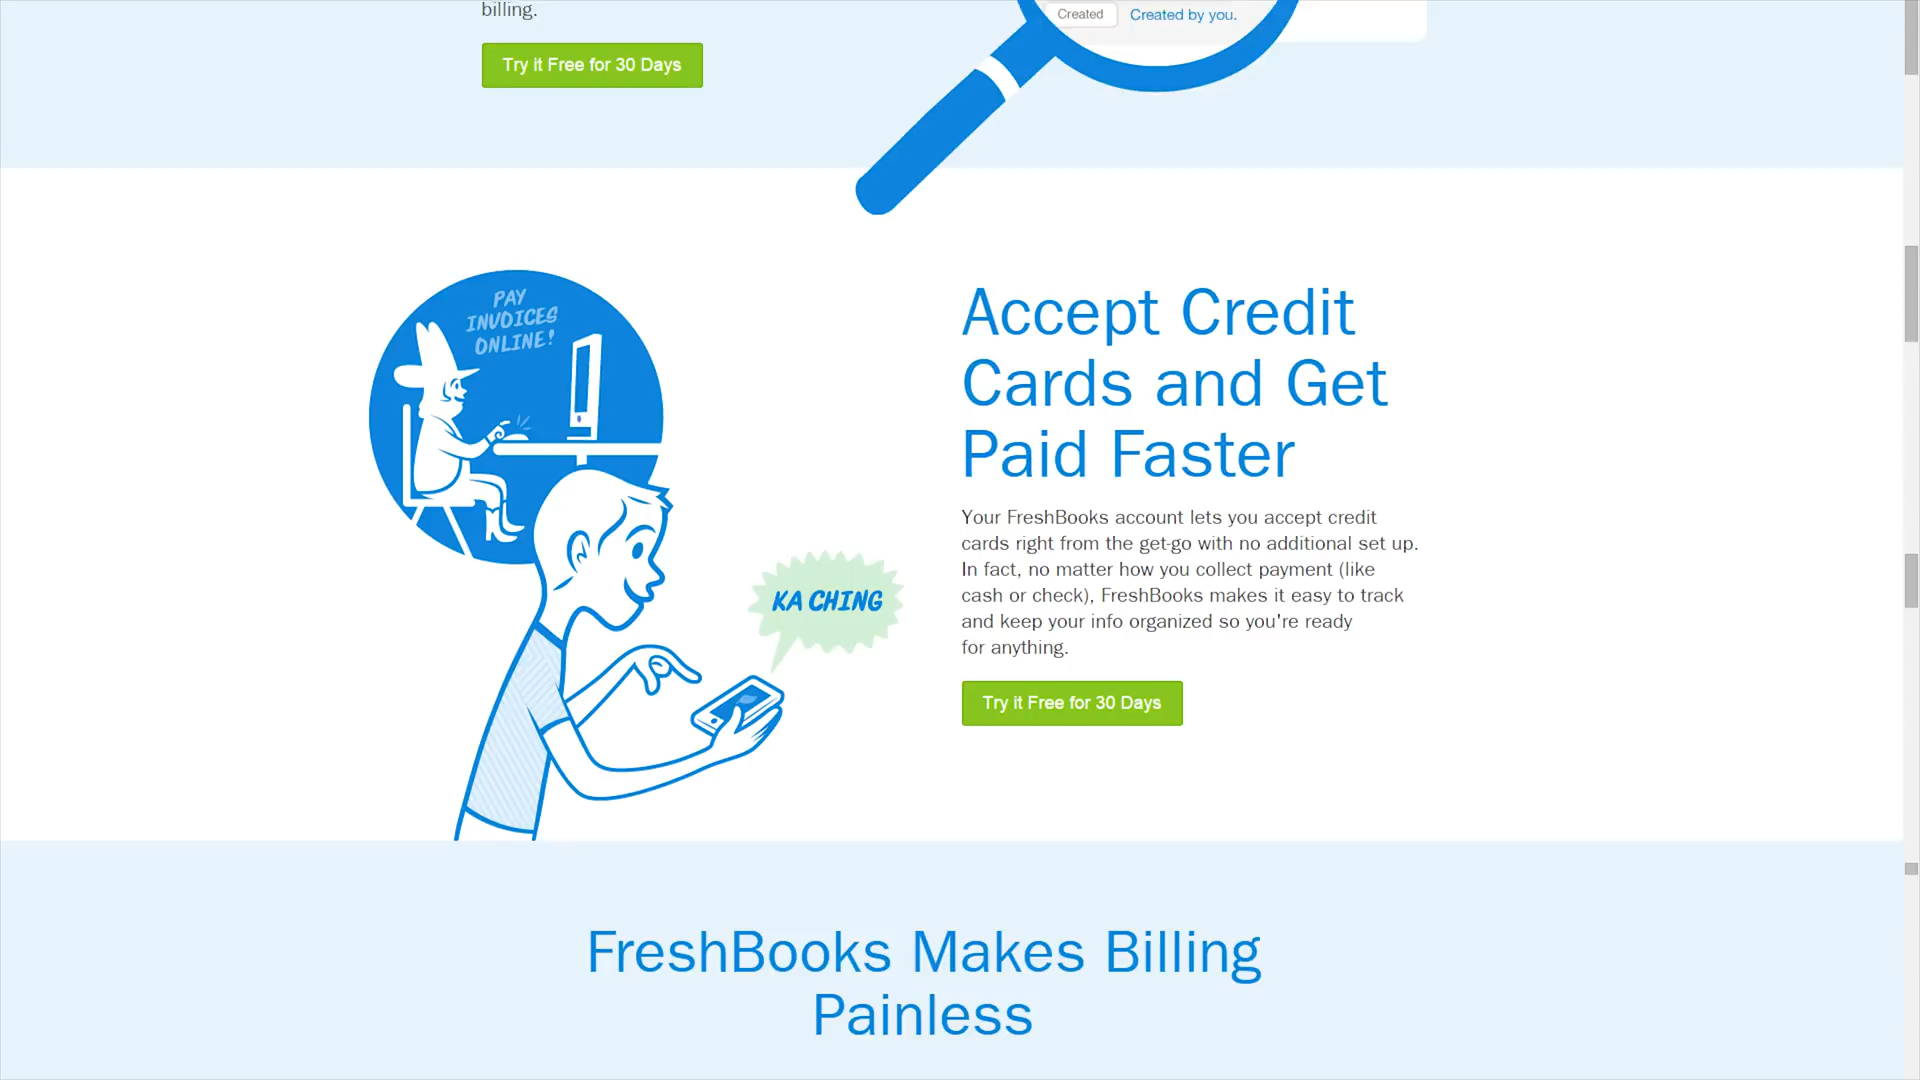 billing.
Created
Created by you.
Try it Free for 30 Days
PAY
INVOICES
ONLINE!
Accept Credit
Cards and Get
Paid Faster
Your FreshBooks account lets you accept credit
cards right from the get-go with no additional set up.
In fact, no matter how you collect payment (like
cash or check), FreshBooks makes it easy to track
and keep your info organized so you're ready
for anything.
KA CHING
Try it Free for 30 Days
FreshBooks Makes Billing
Painless